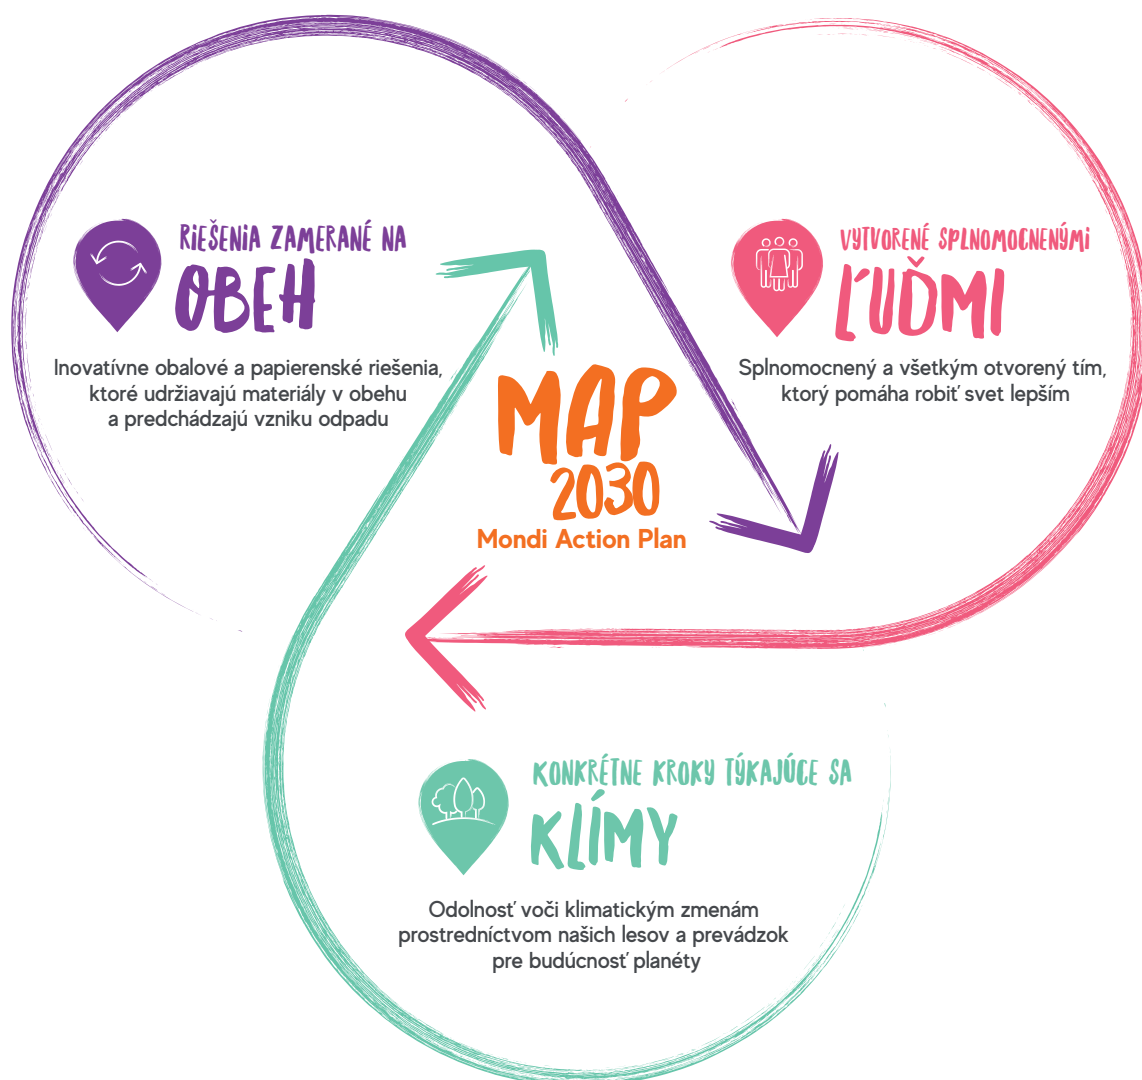 RIEŠENIA ZAMERANÉ NA
OBEH
Inovatívne obalové a papierenské riešenia,
ktoré udržiavajú materiály v obehu
a predchádzajú vzniku odpadu
VYTVORENÉ SPLNOMOCNENÝMI
ĽUĎMI
Splnomocnený a všetkým otvorený tím,
ktorý pomáha robiť svet lepším
MAP
2030
Mondi Action Plan
KONKRÉTNE KROKY TÝKAJÚCE SA
KLÍMY
Odolnosť voči klimatickým zmenám
prostredníctvom našich lesov a prevádzok
pre budúcnosť planéty